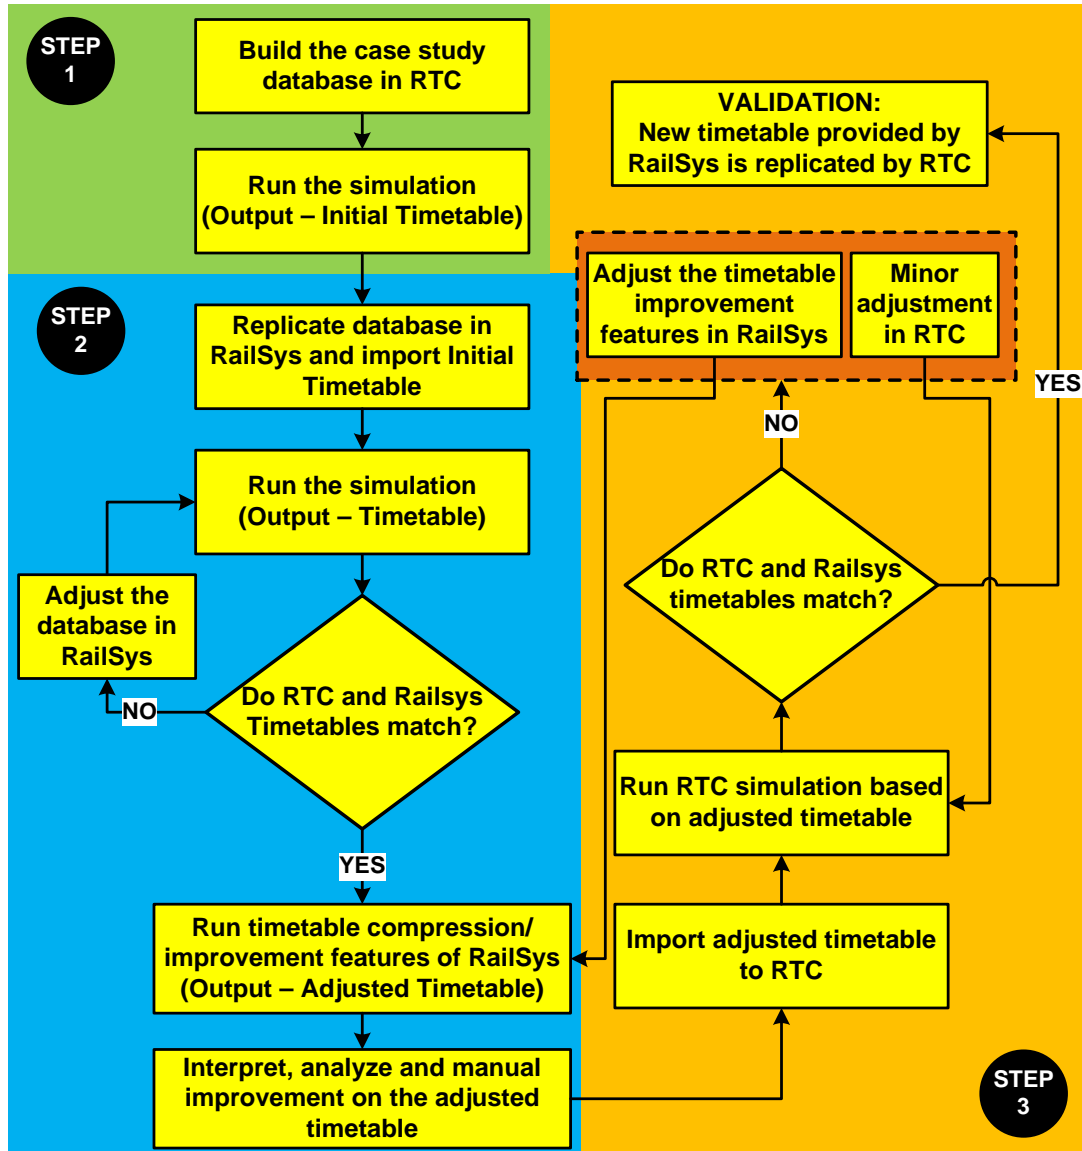 STEP
1
Build the case study
database in RTC
Run the simulation
(Output – Initial Timetable)
STEP
2
Replicate database in
RailSys and import Initial
Timetable
Run the simulation
(Output – Timetable)
Adjust the
database in
RailSys
NO
Do RTC and Railsys
Timetables match?
YES
Run timetable compression/
improvement features of RailSys
(Output – Adjusted Timetable)
Interpret, analyze and manual
improvement on the adjusted
timetable
VALIDATION:
New timetable provided by
RailSys is replicated by RTC
Adjust the timetable
improvement
features in RailSys
Minor
adjustment
in RTC
YES
NO
Do RTC and Railsys
timetables match?
Run RTC simulation based
on adjusted timetable
Import adjusted timetable
to RTC
STEP
3